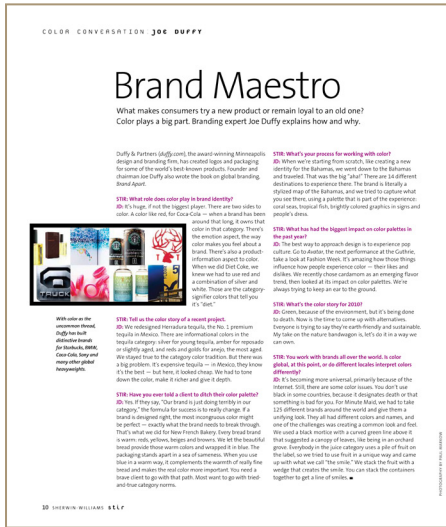 COLOR CONVERSATION JOE DUFFY
Brand Maestro
What makes consumers try a new product or remain loyal to an old one?
Color plays a big part. Branding expert Joe Duffy explains how and why.
Duffy & Partners (duffy.com), the award-winning Minneapolis
design and branding firm, has created logos and packaging
for some of the world's best-known products. Founder and
chairman Joe Duffy also wrote the book on global branding,
Brand Apart.
STIR: What role does color play in brand identity?
JD: It's huge, if not the biggest player. There are two sides to
color. A color like red, for Coca-Cola — when a brand has been
around that long, it owns that
color in that category. There's
the emotion aspect, the way
color makes you feel about a
brand. There's also a product-
information aspect to color.
When we did Diet Coke, we
knew we had to use red and
a combination of silver and
white. Those are the category-
signifier colors that tell you
it's "diet."
TRUCK
With color as the
uncommon thread,
Duffy has built
distinctive brands
for Starbucks, BMW,
Coca-Cola, Sony and
many other global
heavyweights.
STIR: Tell us the color story of a recent project.
JD: We redesigned Herradura tequila, the No. 1 premium
tequila in Mexico. There are informational colors in the
tequila category: silver for young tequila, amber for reposado
or slightly aged, and reds and golds for anejo, the most aged.
We stayed true to the category color tradition. But there was
a big problem. It's expensive tequila — in Mexico; they know
it's the best — but here, it looked cheap. We had to tone
down the color, make it richer and give it depth.
STIR: Have you ever told a client to ditch their color palette?
JD: Yes. If they say, "Our brand is just doing terribly in our
category," the formula for success is to really change. If a
brand is designed right, the most incongruous color might
be perfect — exactly what the brand needs to break through.
That's what we did for New French Bakery. Every bread brand
is warm: reds, yellows, beiges and browns. We let the beautiful
bread provide those warm colors and wrapped it in blue. The
packaging stands apart in a sea of sameness. When you use
blue in a warm way, it complements the warmth of really fine
bread and makes the real color more important. You need a
brave client to go with that path. Most want to go with tried-
and-true category norms.
STIR: What's your process for working with color?
JD: When we're starting from scratch, like creating a new
identity for the Bahamas, we went down to the Bahamas
and traveled. That was the big "aha!" There are 14 different
destinations to experience there. The brand is literally a
stylized map of the Bahamas, and we tried to capture what
you see there, using a palette that is part of the experience:
coral seas, tropical fish, brightly colored graphics in signs and
people's dress.
STIR: What has had the biggest impact on color palettes in
the past year?
JD: The best way to approach design is to experience pop
culture. Go to Avatar, the next performance at the Guthrie,
take a look at Fashion Week. It's amazing how those things
influence how people experience color — their likes and
dislikes. We recently chose cardamom as an emerging flavor
trend, then looked at its impact on color palettes. We're
always trying to keep an ear to the ground.
STIR: What's the color story for 2010?
JD: Green, because of the environment, but it's being done
to death. Now is the time to come up with alternatives.
Everyone is trying to say they're earth-friendly and sustainable.
My take on the nature bandwagon is, let's do it in a way we
can own.
STIR: You work with brands all over the world. Is color
global, at this point, or do different locales interpret colors
differently?
JD: It's becoming more universal, primarily because of the
Internet. Still, there are some color issues. You don't use
black in some countries, because it designates death or that
something is bad for you. For Minute Maid, we had to take
125 different brands around the world and give them a
unifying look. They all had different colors and names, and
one of the challenges was creating a common look and feel.
We used a black mortice with a curved green line above it
that suggested a canopy of leaves, like being in an orchard
grove. Everybody in the juice category uses a pile of fruit on
the label, so we tried to use fruit in a unique way and came
up with what we call "the smile." We stack the fruit with a
wedge that creates the smile. You can stack the containers
together to get a line of smiles.
10 SHERWIN-WILLIAMS stir